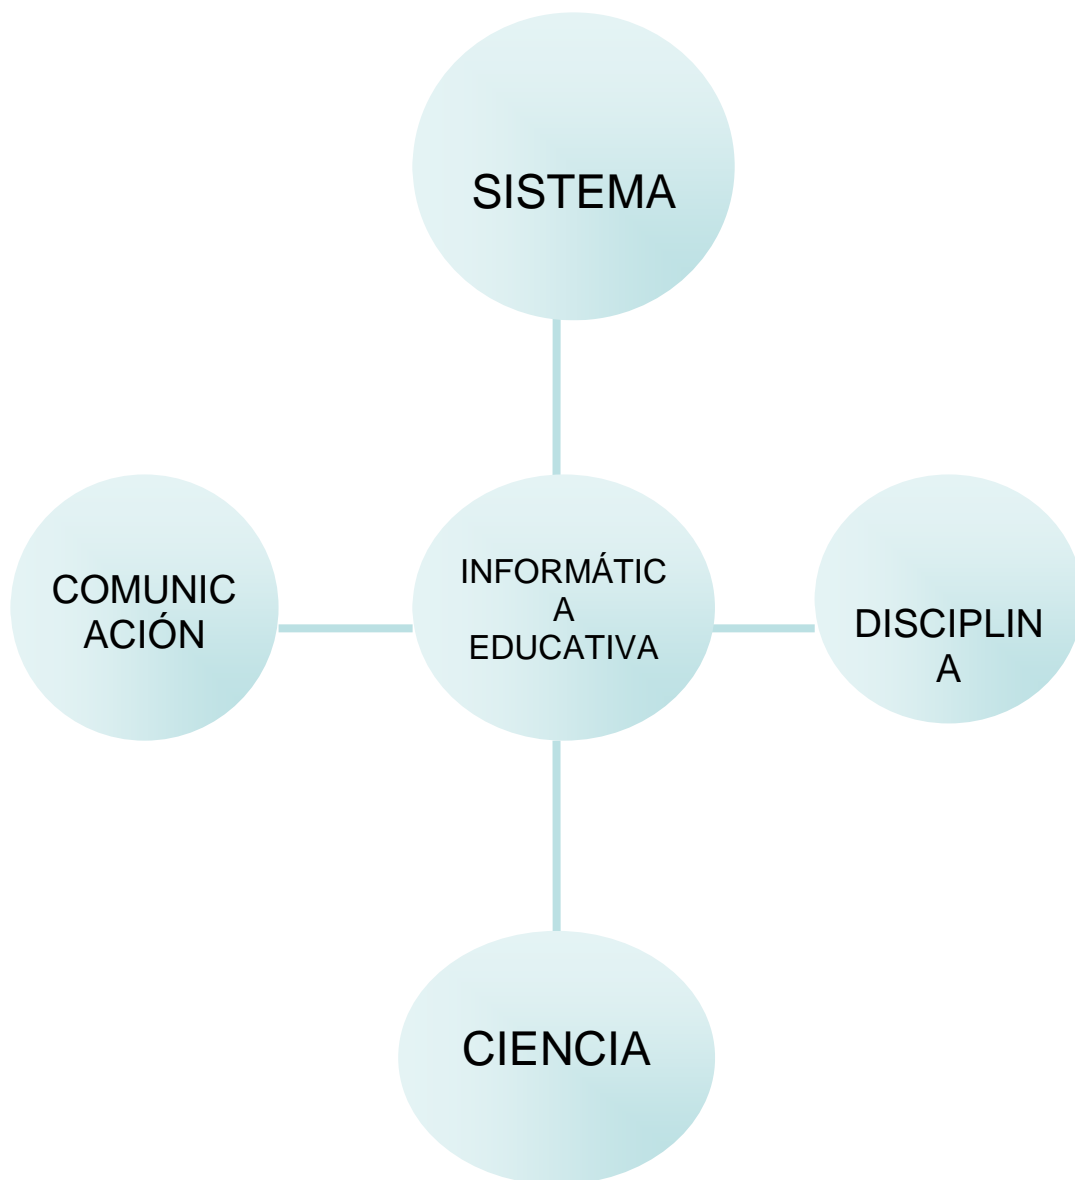 SISTEMA
COMUNIC
ACIÓN
INFORMÁTIC
A
EDUCATIVA
DISCIPLIN
A
CIENCIA